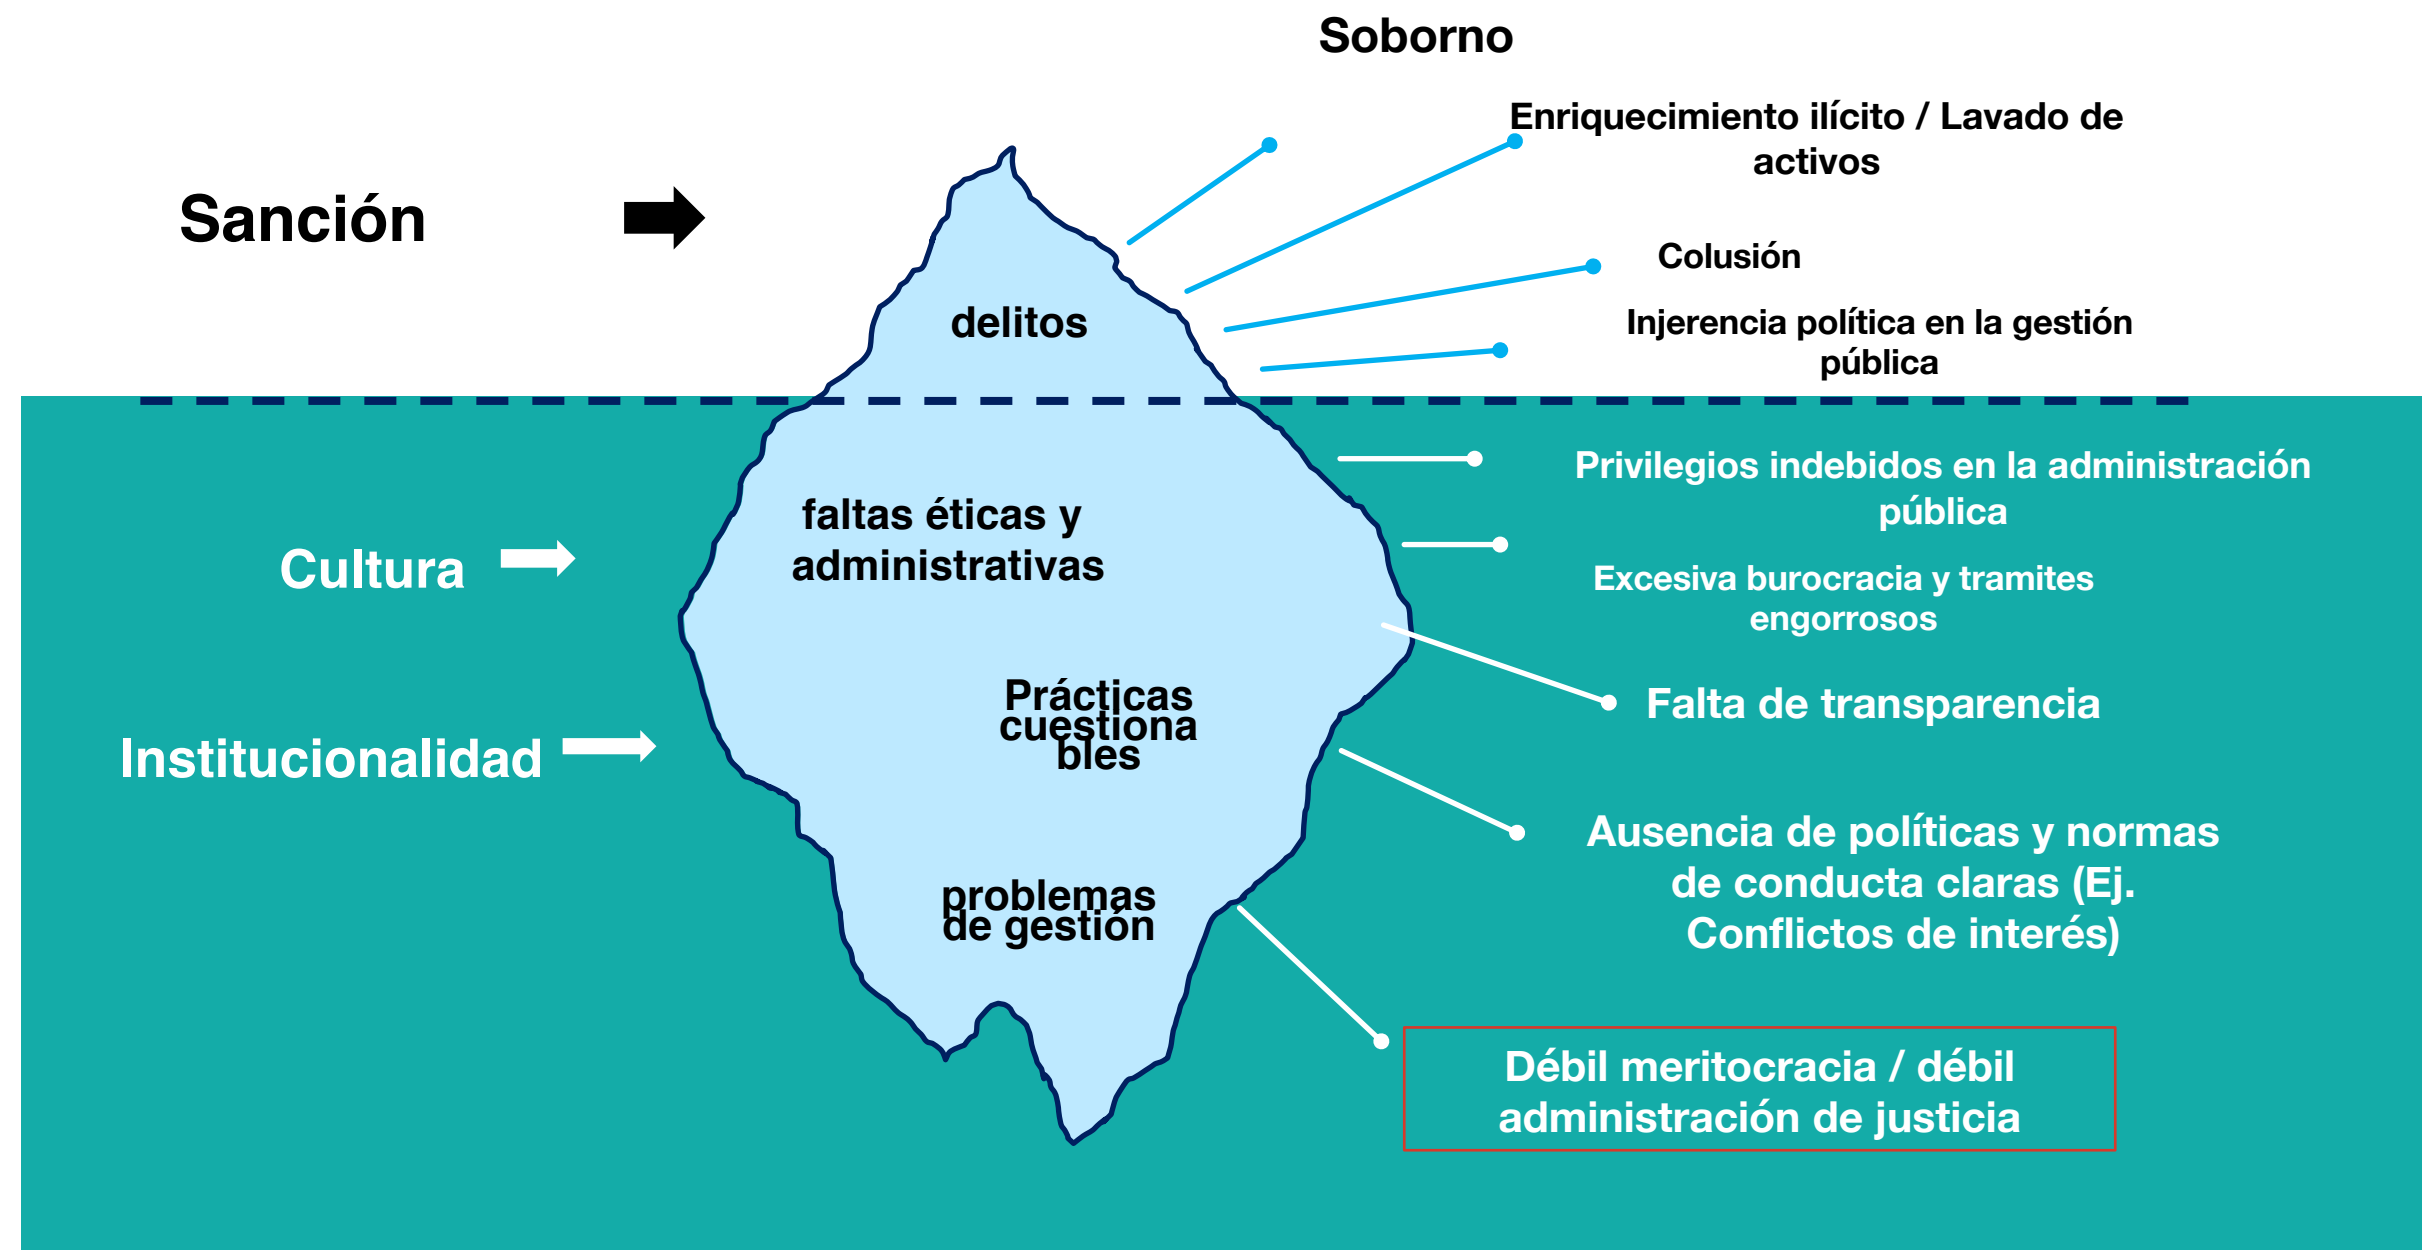 Soborno
Enriquecimiento ilícito / Lavado de
activos
Sanción
Colusión
delitos
Injerencia política en la gestión
pública
Privilegios indebidos en la administración
pública
faltas éticas y
administrativas
Cultura
Excesiva burocracia y tramites
engorrosos
Prácticas
cuestiona
bles
Falta de transparencia
Institucionalidad
Ausencia de políticas y normas
de conducta claras (Ej.
Conflictos de interés)
problemas
de gestión
Débil meritocracia / débil
administración de justicia